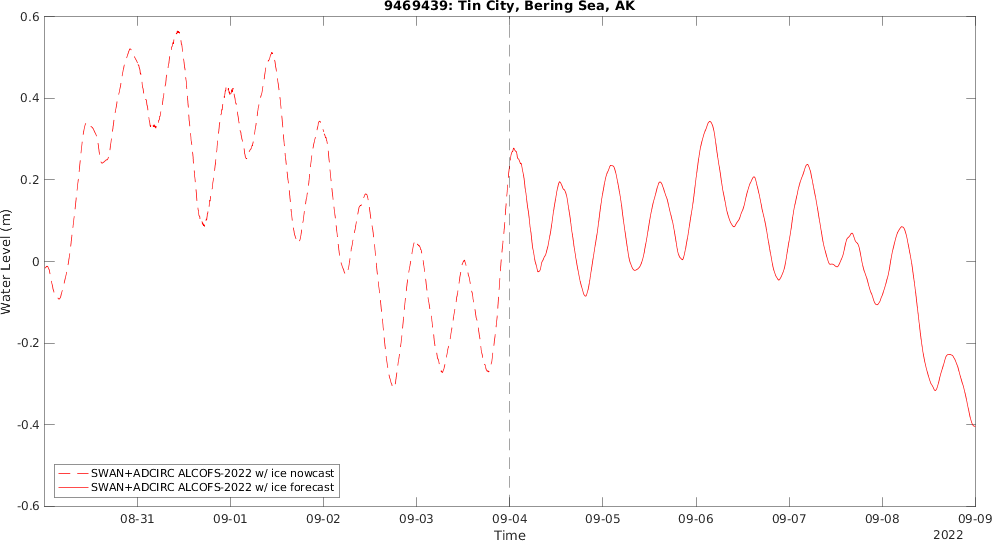 9469439: Tin City, Bering Sea, AK
0.6
0.4
0.2
0
-0.2
-0.4
-0.6
Water Level (m)
SWAN+ADCIRC ALCOFS-2022 w/ ice nowcast
SWAN+ADCIRC ALCOFS-2022 w/ ice forecast
08-31 09-01 09-02 09-03 09-04 09-05 09-06 09-07 09-08 09-09
Time
2022